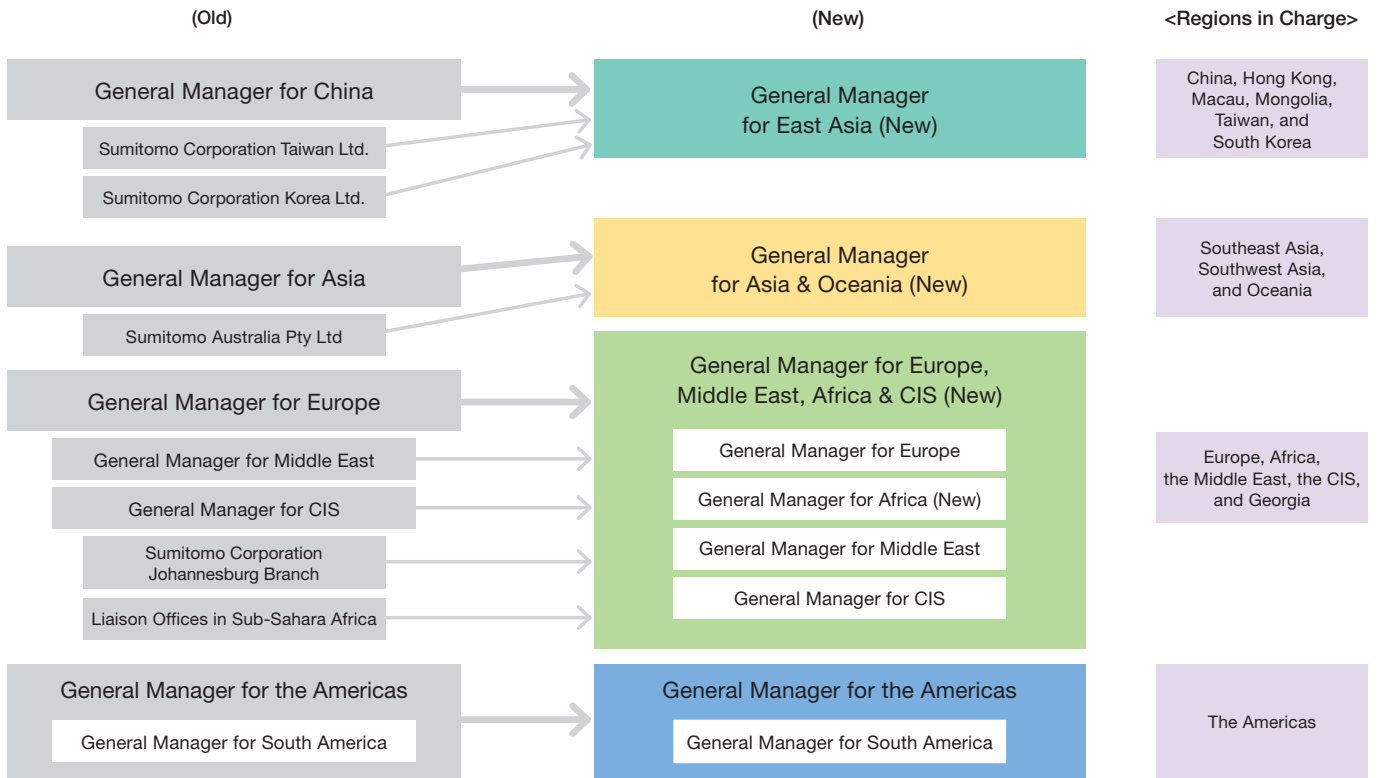 (Old)
(New)
<Regions in Charge>
General Manager for China
Sumitomo Corporation Taiwan Ltd.
Sumitomo Corporation Korea Ltd.
General Manager
for East Asia (New)
China, Hong Kong,
Macau, Mongolia,
Taiwan, and
South Korea
General Manager for Asia
Sumitomo Australia Pty Ltd
General Manager
for Asia & Oceania (New)
Southeast Asia,
Southwest Asia,
and Oceania
General Manager for Europe
General Manager for Middle East
General Manager for CIS
Sumitomo Corporation
Johannesburg Branch
Liaison Offices in Sub-Sahara Africa
General Manager for Europe,
Middle East, Africa & CIS (New)
General Manager for Europe
General Manager for Africa (New)
General Manager for Middle East
General Manager for CIS
Europe, Africa,
the Middle East, the CIS,
and Georgia
General Manager for the Americas
General Manager for South America
General Manager for the Americas
General Manager for South America
The Americas